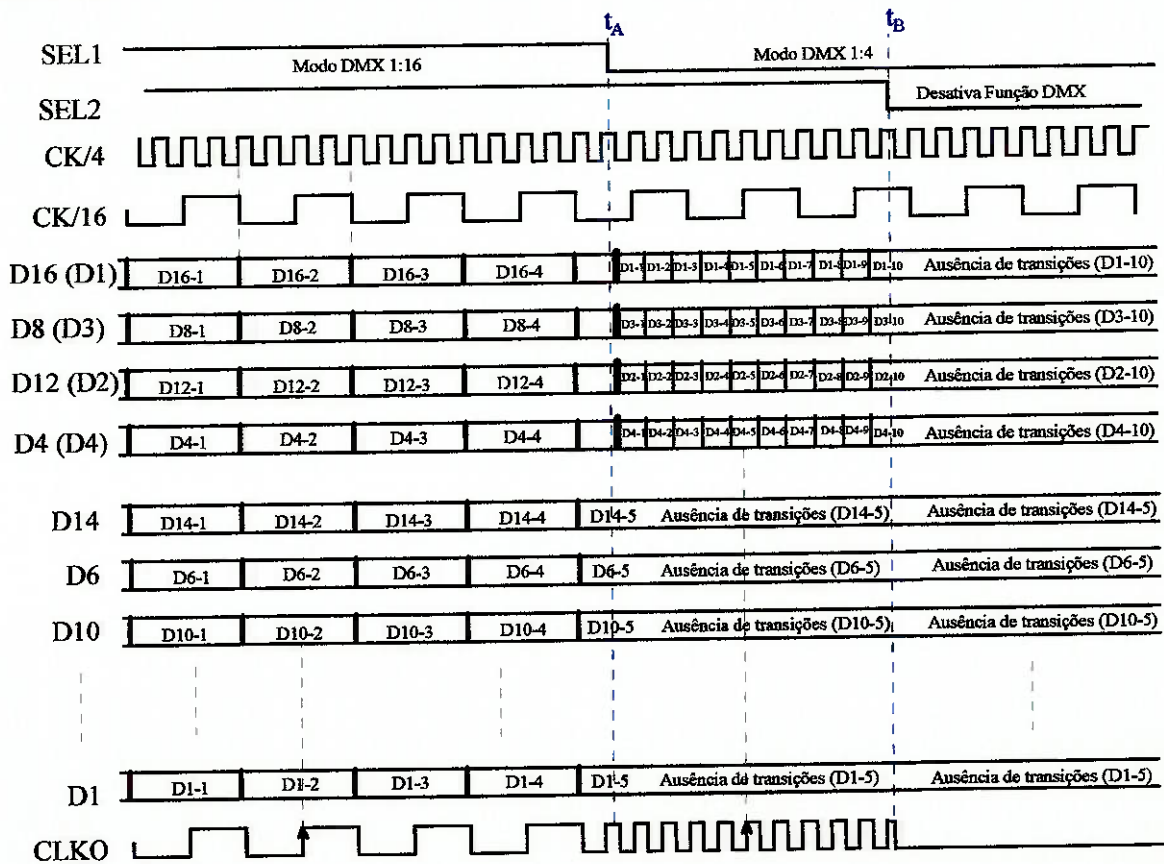 tA tB
SEL1 Modo DMX 1:16 Modo DMX 1:4
SEL2 Desativa Função DMX
CK/4
CK/16
D16 (D1) D16-1 D16-2 D16-3 D16-4 D1-1 D1-2 D1-3 D1-4 D1-5 D1-6 D1-7 D1-8 D1-9 D1-10 Ausência de transições (D1-10)
D8 (D3) D8-1 D8-2 D8-3 D8-4 D3-1 D3-2 D3-3 D3-4 D3-5 D3-6 D3-7 D3-8 D3-9 D3-10 Ausência de transições (D3-10)
D12 (D2) D12-1 D12-2 D12-3 D12-4 D2-1 D2-2 D2-3 D2-4 D2-5 D2-6 D2-7 D2-8 D2-9 D2-10 Ausência de transições (D2-10)
D4 (D4) D4-1 D4-2 D4-3 D4-4 D4-1 D4-2 D4-3 D4-4 D4-5 D4-6 D4-7 D4-8 D4-9 D4-10 Ausência de transições (D4-10)
D14 D14-1 D14-2 D14-3 D14-4 D14-5 Ausência de transições (D14-5) Ausência de transições (D14-5)
D6 D6-1 D6-2 D6-3 D6-4 D6-5 Ausência de transições (D6-5) Ausência de transições (D6-5)
D10 D10-1 D10-2 D10-3 D10-4 D10-5 Ausência de transições (D10-5) Ausência de transições (D10-5)
D1 D1-1 D1-2 D1-3 D1-4 D1-5 Ausência de transições (D1-5) Ausência de transições (D1-5)
CLKO